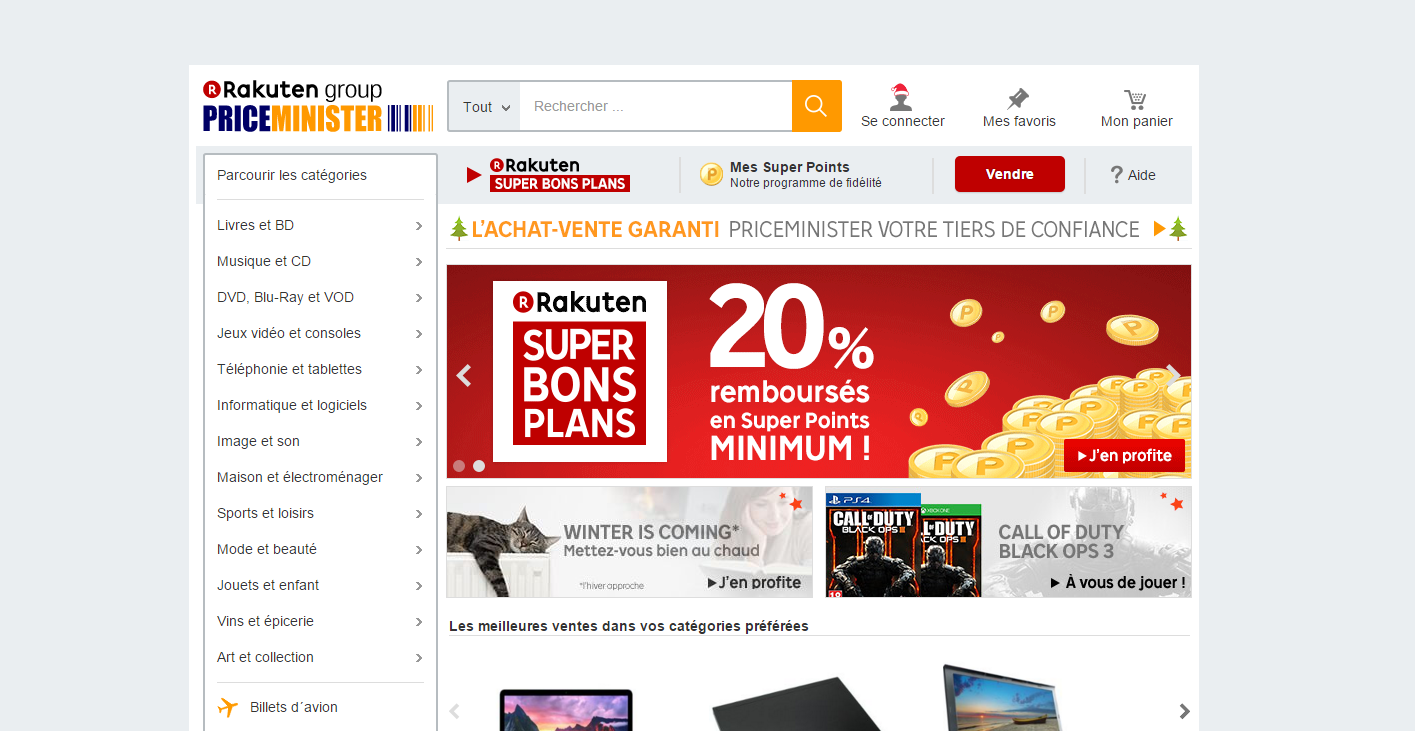 Rakuten group
PRICEMINISTER
Tout
Rechercher ...
Se connecter
Mes favoris
Mon panier
Parcourir les catégories
Livres et BD
Musique et CD
DVD, Blu-Ray et VOD
Jeux vidéo et consoles
Téléphonie et tablettes
Informatique et logiciels
Image et son
Maison et électroménager
Sports et loisirs
Mode et beauté
Jouets et enfant
Vins et épicerie
Art et collection
Billets d´avion
Rakuten
SUPER BONS PLANS
Mes Super Points
Notre programme de fidélité
Vendre
? Aide
L'ACHAT-VENTE GARANTI PRICEMINISTER VOTRE TIERS DE CONFIANCE
Rakuten
SUPER
BONS
PLANS
20%
remboursés
en Super Points
MINIMUM !
J'en profite
WINTER IS COMING*
Mettez-vous bien au chaud
*l'hiver approche
J'en profite
PS4
XBOX ONE
CALL OF DUTY
BLACK OPS III
CALL OF DUTY
BLACK OPS 3
18
À vous de jouer !
Les meilleures ventes dans vos catégories préférées